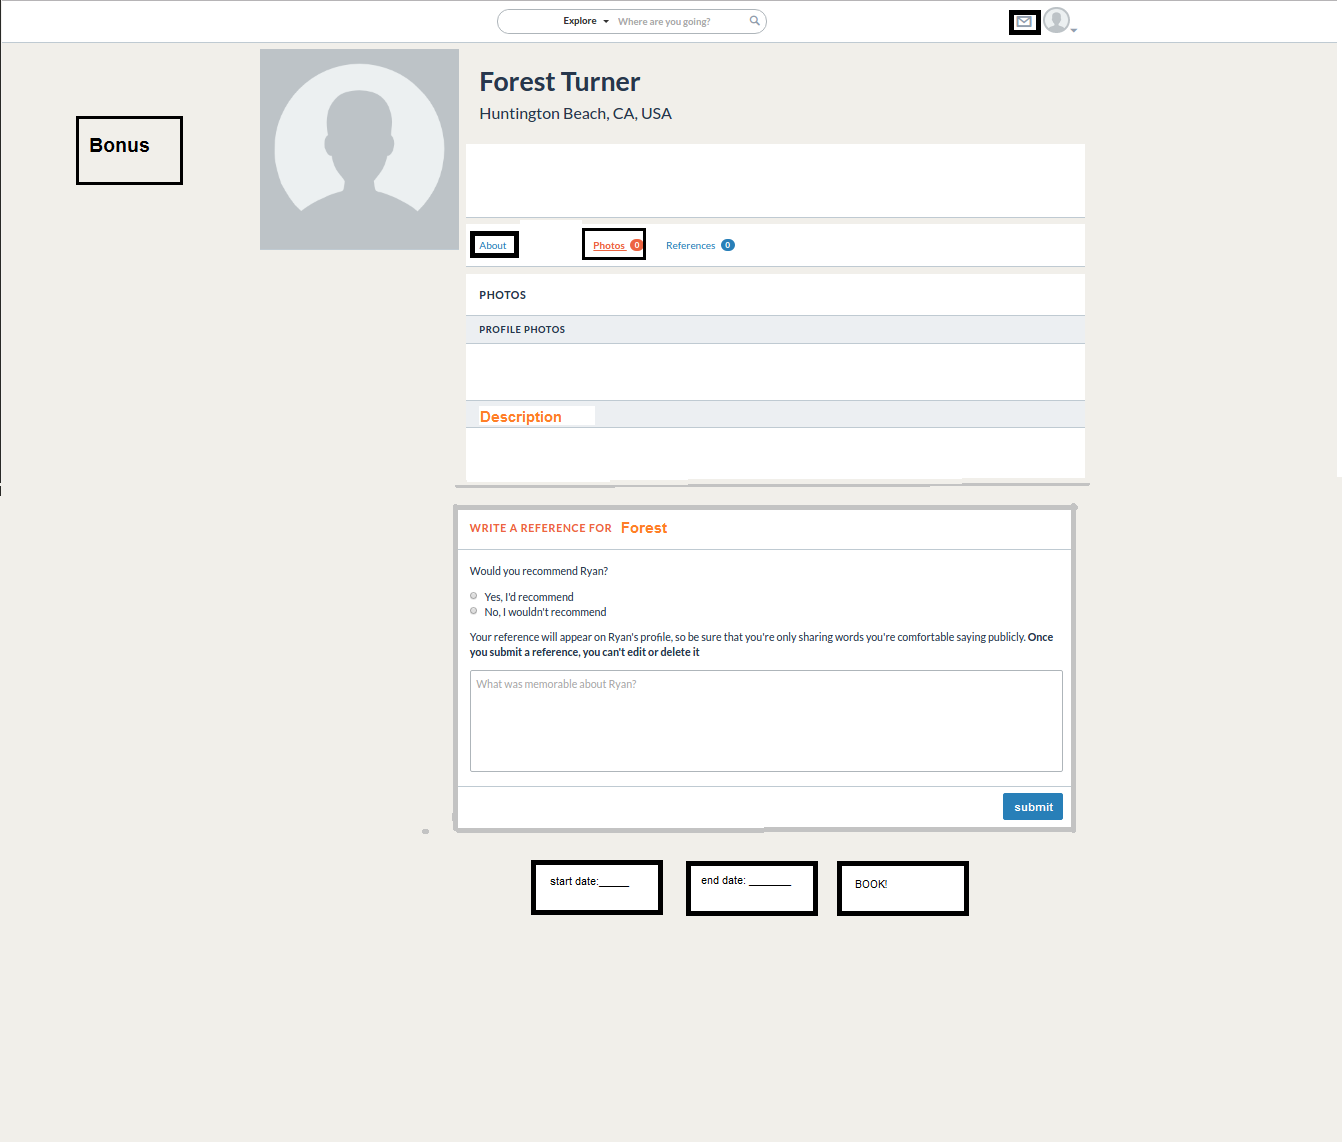 Explore Where are you going?
Forest Turner
Huntington Beach, CA, USA
Bonus
About Photos 0 References 0
PHOTOS
PROFILE PHOTOS
Description
WRITE A REFERENCE FOR Forest
Would you recommend Ryan?
Yes, I'd recommend
No, I wouldn't recommend
Your reference will appear on Ryan's profile, so be sure that you're only sharing words you're comfortable saying publicly. Once
you submit a reference, you can't edit or delete it
What was memorable about Ryan?
submit
start date:_____ end date: _______ BOOK!